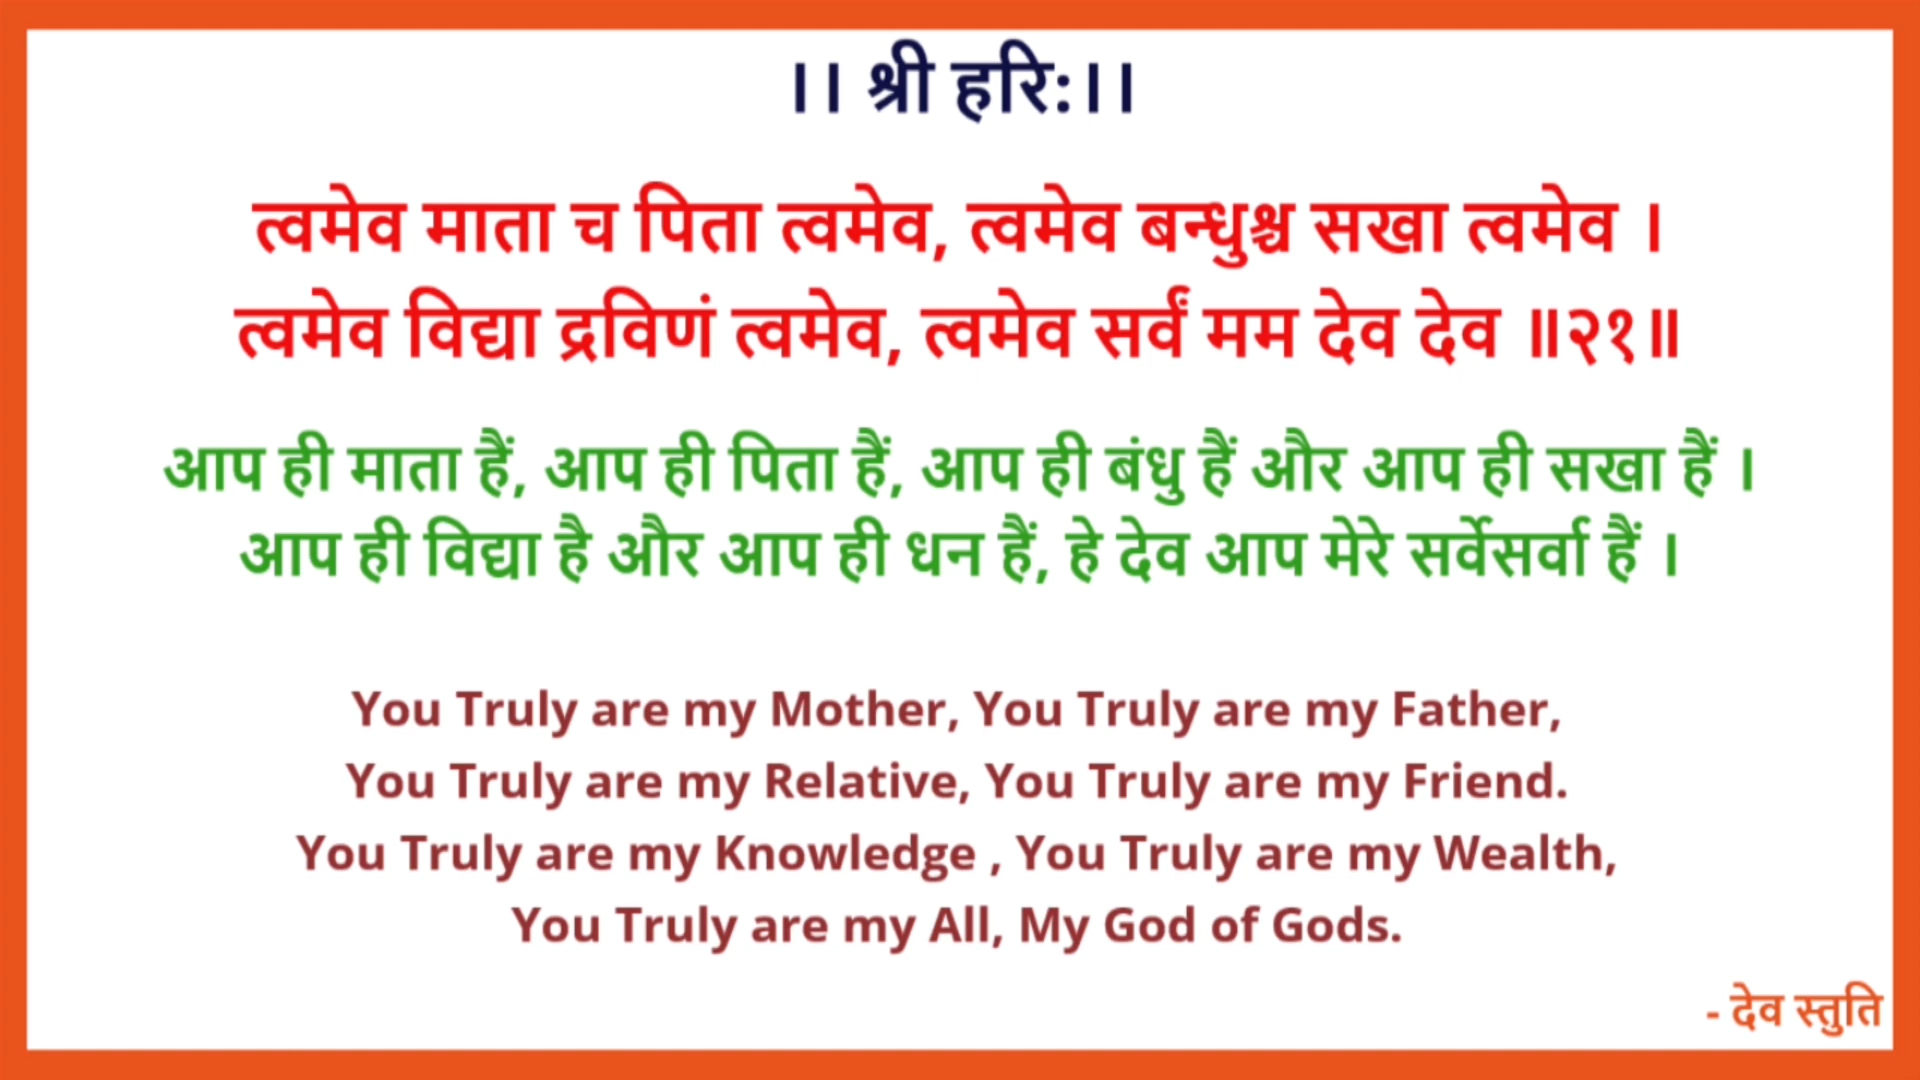 ।। श्री हरि:।।
त्वमेव माता च पिता त्वमेव, त्वमेव बन्धुश्च सखा त्वमेव ।
त्वमेव विद्या द्रविणं त्वमेव, त्वमेव सर्वं मम देव देव ॥२१॥
आप ही माता हैं, आप ही पिता हैं, आप ही बंधु हैं और आप ही सखा हैं ।
आप ही विद्या है और आप ही धन हैं, हे देव आप मेरे सर्वेसर्वा हैं ।
You Truly are my Mother, You Truly are my Father,
You Truly are my Relative, You Truly are my Friend.
You Truly are my Knowledge , You Truly are my Wealth,
You Truly are my All, My God of Gods.
- देव स्तुति